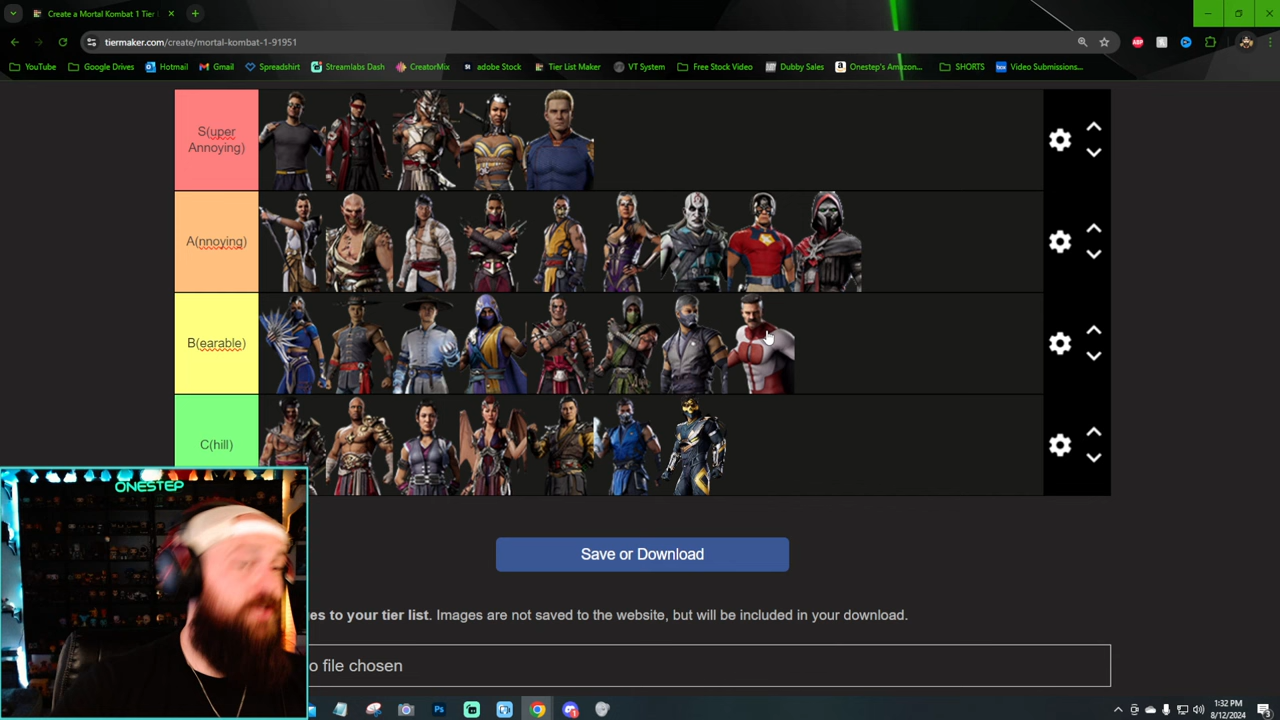 Create a Mortal Kombat 1 Tier
tiermaker.com/create/mortal-kombat-1-91951
YouTube Google Drives Hotmail Gmail Spreadshirt Streamlabs Dash CreatorMix adobe Stock Tier List Maker VT System Free Stock Video Dubby Sales Onestep's Amazon... SHORTS Video Submissions...
S(uper
Annoying)
A(nnoying)
B(earable)
C(hill)
ONESTEP
Save or Download
es to your tier list. Images are not saved to the website, but will be included in your download.
o file chosen
1:32 PM
8/12/2024